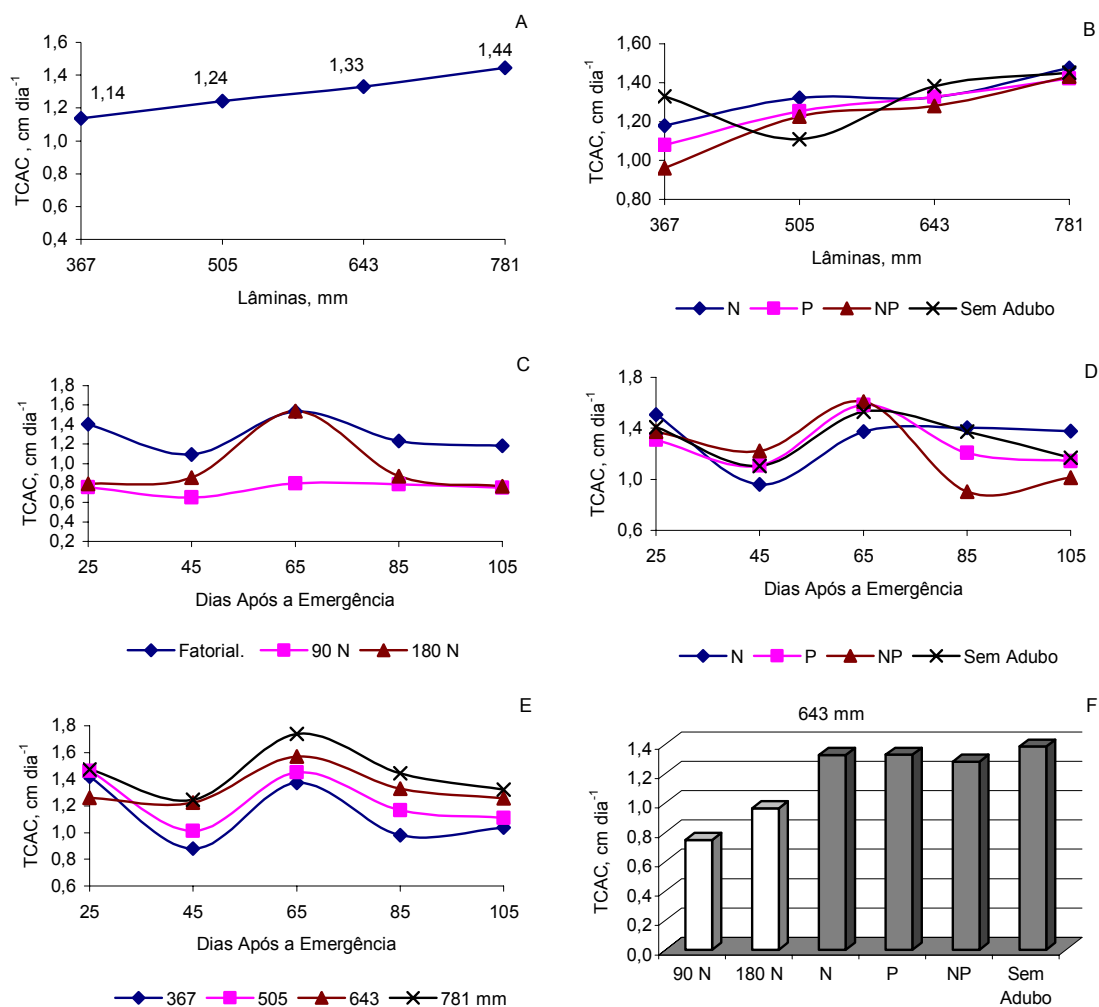 A
1,6
1,4
1,2
1,0
0,8
0,6
0,4
TCAC , cm dia-1
1,14
1,24
1,33
1,44
367 505 643 781
Lâminas, mm
B
1,60
1,40
1,20
1,00
0,80
TCAC, cm dia-1
367 505 643 781
Lâminas, mm
N P NP Sem Adubo
C
1,8
1,6
1,4
1,2
1,0
0,8
0,6
0,4
0,2
TCAC, cm dia-1
25 45 65 85 105
Dias Após a Emergência
Fatorial. 90 N 180 N
D
1,8
1,4
1,0
0,6
TCAC, cm dia-1
25 45 65 85 105
Dias Após a Emergência
N P NP Sem Adubo
E
1,8
1,6
1,4
1,2
1,0
0,8
0,6
TCAC, cm dia-1
25 45 65 85 105
Dias Após a Emergência
367 505 643 781 mm
F
643 mm
1,4
1,2
1,0
0,8
0,6
0,4
0,2
0,0
TCAC, cm dia-1
90 N 180 N N P NP Sem
Adubo